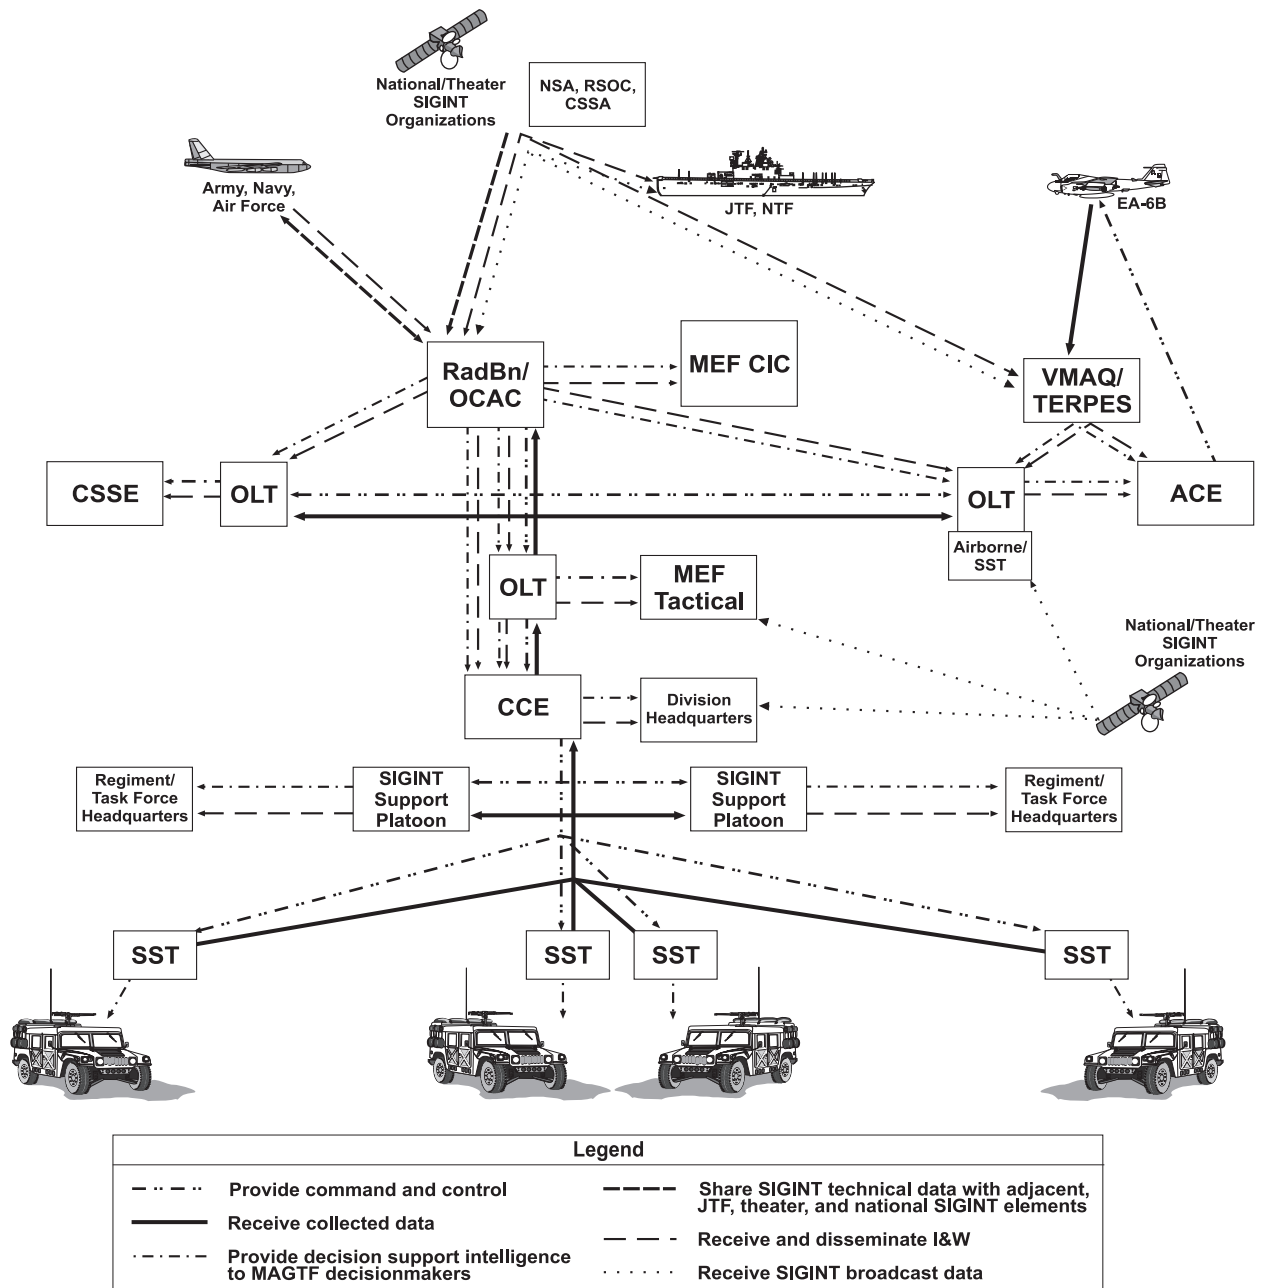 National/Theater
SIGINT
Organizations
NSA, RSOC,
CSSA
Army, Navy,
Air Force
JTF, NTF
EA-6B
RadBn/
OCAC
MEF CIC
VMAQ/
TERPES
CSSE
OLT
OLT
ACE
Airborne/
SST
OLT
MEF
Tactical
National/Theater
SIGINT
Organizations
CCE
Division
Headquarters
Regiment/
Task Force
Headquarters
SIGINT
Support
Platoon
SIGINT
Support
Platoon
Regiment/
Task Force
Headquarters
SST
SST
SST
SST
Legend
Provide command and control
Receive collected data
Provide decision support intelligence
to MAGTF decisionmakers
Share SIGINT technical data with adjacent,
JTF, theater, and national SIGINT elements
Receive and disseminate I&W
Receive SIGINT broadcast data